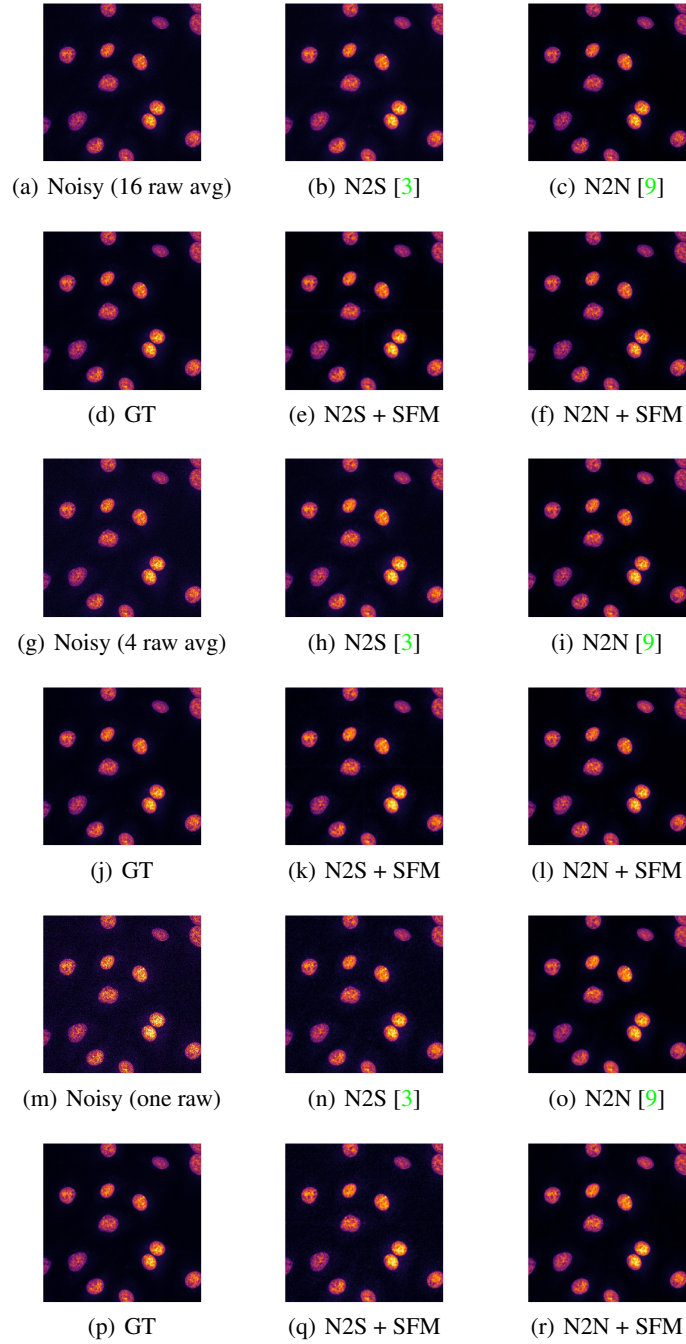 (a) Noisy (16 raw avg)
(b) N2S [3]
(c) N2N [9]
(d) GT
(e) N2S + SFM
(f) N2N + SFM
(g) Noisy (4 raw avg)
(h) N2S [3]
(i) N2N [9]
(j) GT
(k) N2S + SFM
(l) N2N + SFM
(m) Noisy (one raw)
(n) N2S [3]
(o) N2N [9]
(p) GT
(q) N2S + SFM
(r) N2N + SFM